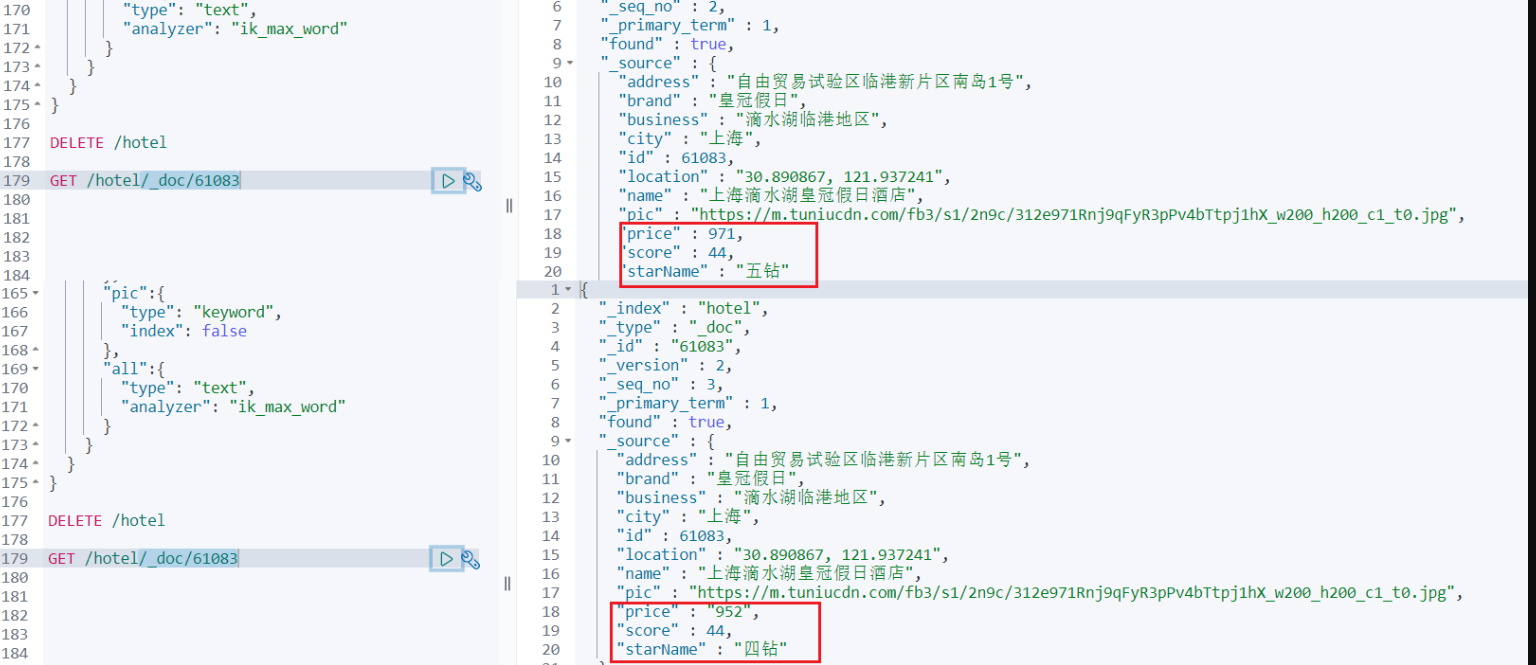 170 "type": "text",
171 "analyzer": "ik_max_word"
172 }
173 }
174 }
175 }
176
177 DELETE /hotel
178
179 GET /hotel/_doc/61083
180
181
182
183
184
165 "pic":{
166 "type": "keyword",
167 "index": false
168 },
169 "all":{
170 "type": "text",
171 "analyzer": "ik_max_word"
172 }
173 }
174 }
175 }
176
177 DELETE /hotel
178
179 GET /hotel/_doc/61083
180
181
182
183
184
6 "_seq_no" : 2,
7 "_primary_term" : 1,
8 "found" : true,
9 "_source" : {
10 "address" : "自由贸易试验区临港新片区南岛1号",
11 "brand" : "皇冠假日",
12 "business" : "滴水湖临港地区",
13 "city" : "上海",
14 "id" : 61083,
15 "location" : "30.890867, 121.937241",
16 "name" : "上海滴水湖皇冠假日酒店",
17 "pic" : "https://m.tuniucdn.com/fb3/s1/2n9c/312e971Rnj9qFyR3pPv4bTtpj1hX_w200_h200_c1_t0.jpg",
18 "price" : 971,
19 "score" : 44,
20 "starName" : "五钻"
1 {
2 "_index" : "hotel",
3 "_type" : "_doc",
4 "_id" : "61083",
5 "_version" : 2,
6 "_seq_no" : 3,
7 "_primary_term" : 1,
8 "found" : true,
9 "_source" : {
10 "address" : "自由贸易试验区临港新片区南岛1号",
11 "brand" : "皇冠假日",
12 "business" : "滴水湖临港地区",
13 "city" : "上海",
14 "id" : 61083,
15 "location" : "30.890867, 121.937241",
16 "name" : "上海滴水湖皇冠假日酒店",
17 "pic" : "https://m.tuniucdn.com/fb3/s1/2n9c/312e971Rnj9qFyR3pPv4bTtpj1hX_w200_h200_c1_t0.jpg",
18 "price" : "952",
19 "score" : 44,
20 "starName" : "四钻"